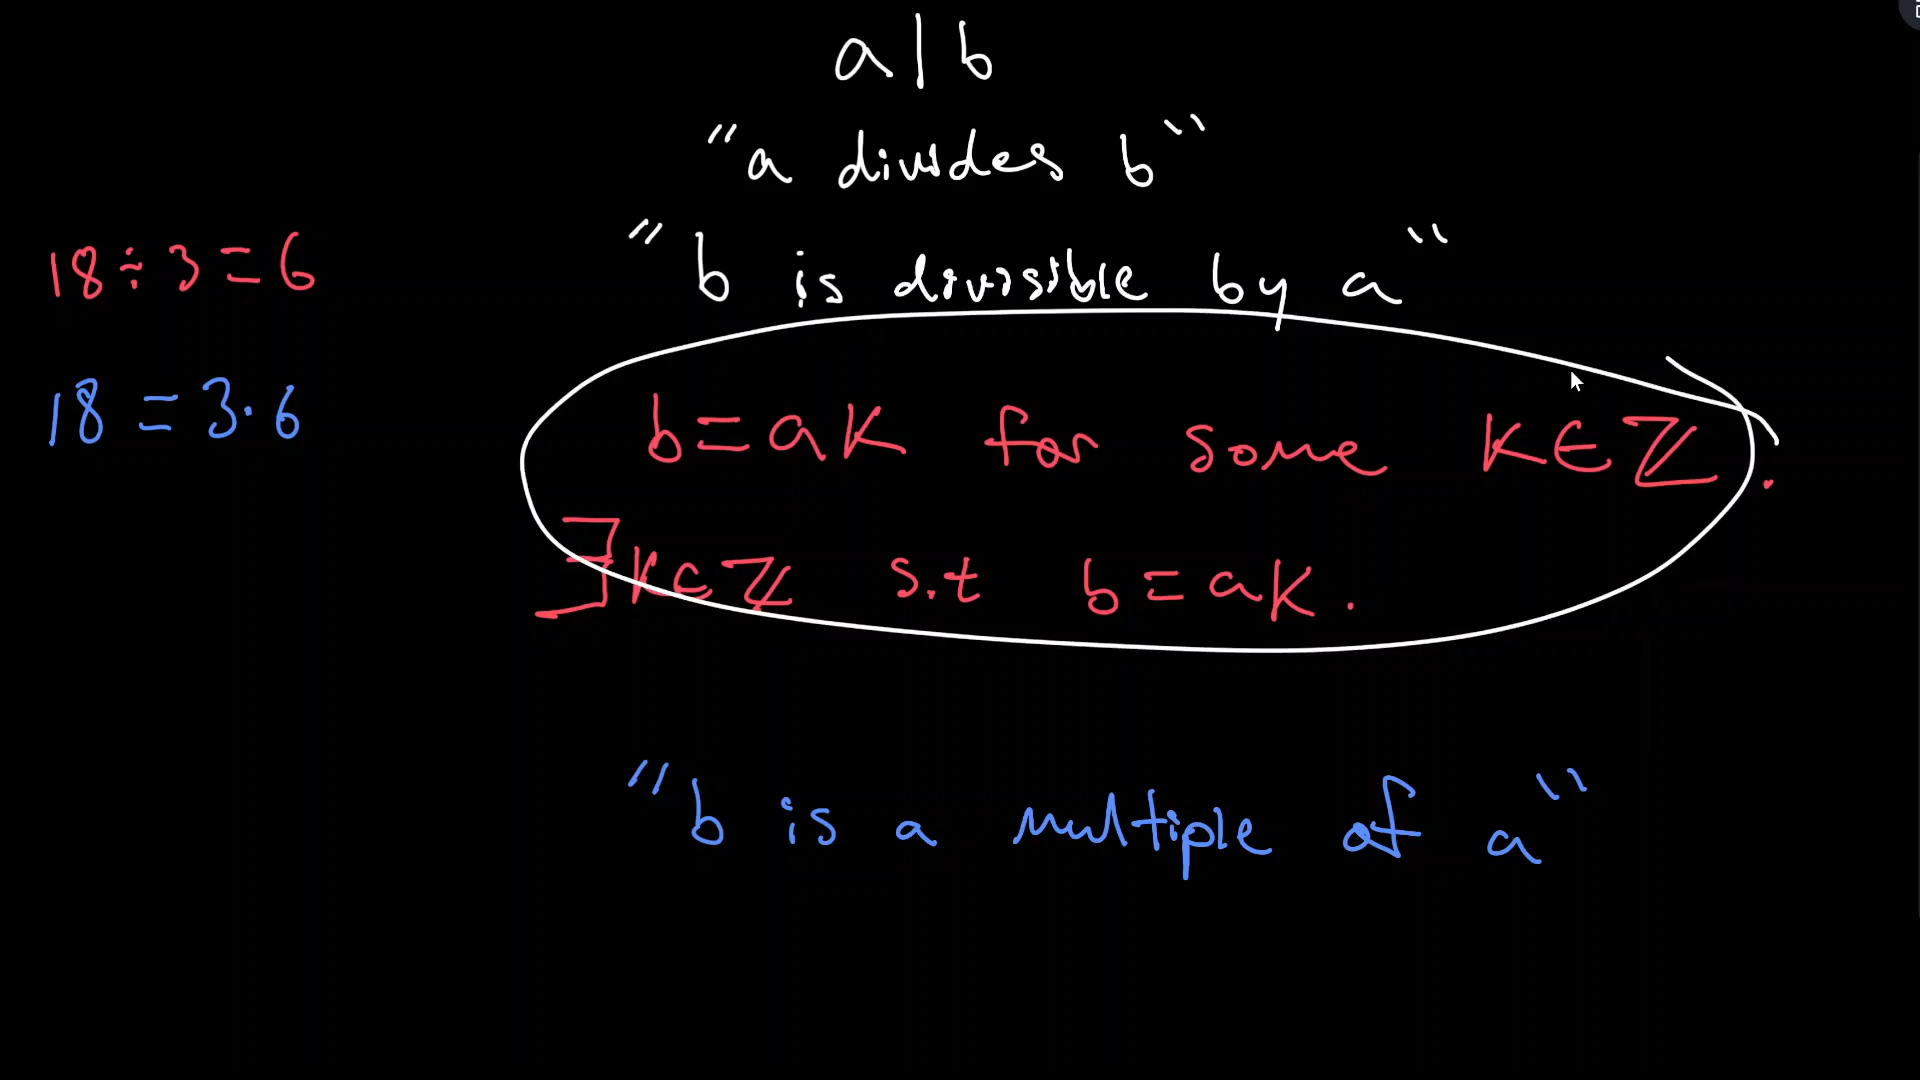 a|b
"a divides b"
"b is divisible by a"
18÷3=6
18=3·6
b=ak for some k∈ℤ.
∃k∈ℤ s.t b=ak.
"b is a multiple of a"